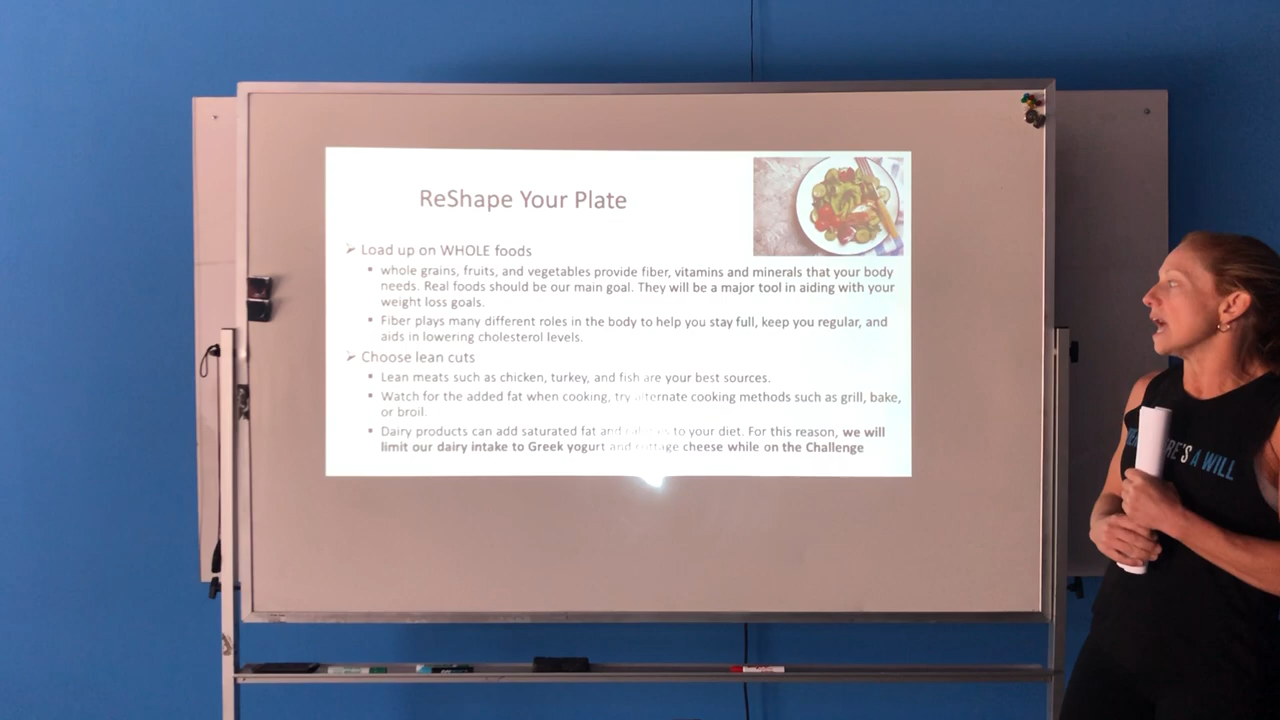 ReShape Your Plate
Load up on WHOLE foods
whole grains, fruits, and vegetables provide fiber, vitamins and minerals that your body
needs. Real foods should be our main goal. They will be a major tool in aiding with your
weight loss goals.
Fiber plays many different roles in the body to help you stay full, keep you regular, and
aids in lowering cholesterol levels.
Choose lean cuts
Lean meats such as chicken, turkey, and fish are your best sources.
Watch for the added fat when cooking, try alternate cooking methods such as grill, bake,
or broil.
Dairy products can add saturated fat and calories to your diet. For this reason, we will
limit our dairy intake to Greek yogurt and cottage cheese while on the Challenge
RE'S A WILL